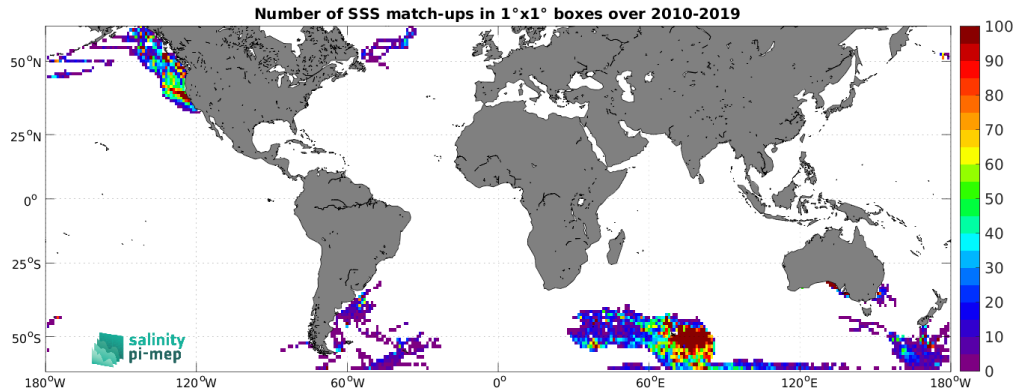 Number of SSS match-ups in 1°x1° boxes over 2010-2019
50°N
25°N
0°
25°S
50°S
180°W
120°W
60°W
0°
60°E
120°E
180°W
100
90
80
70
60
50
40
30
20
10
0
salinity
pi-mep